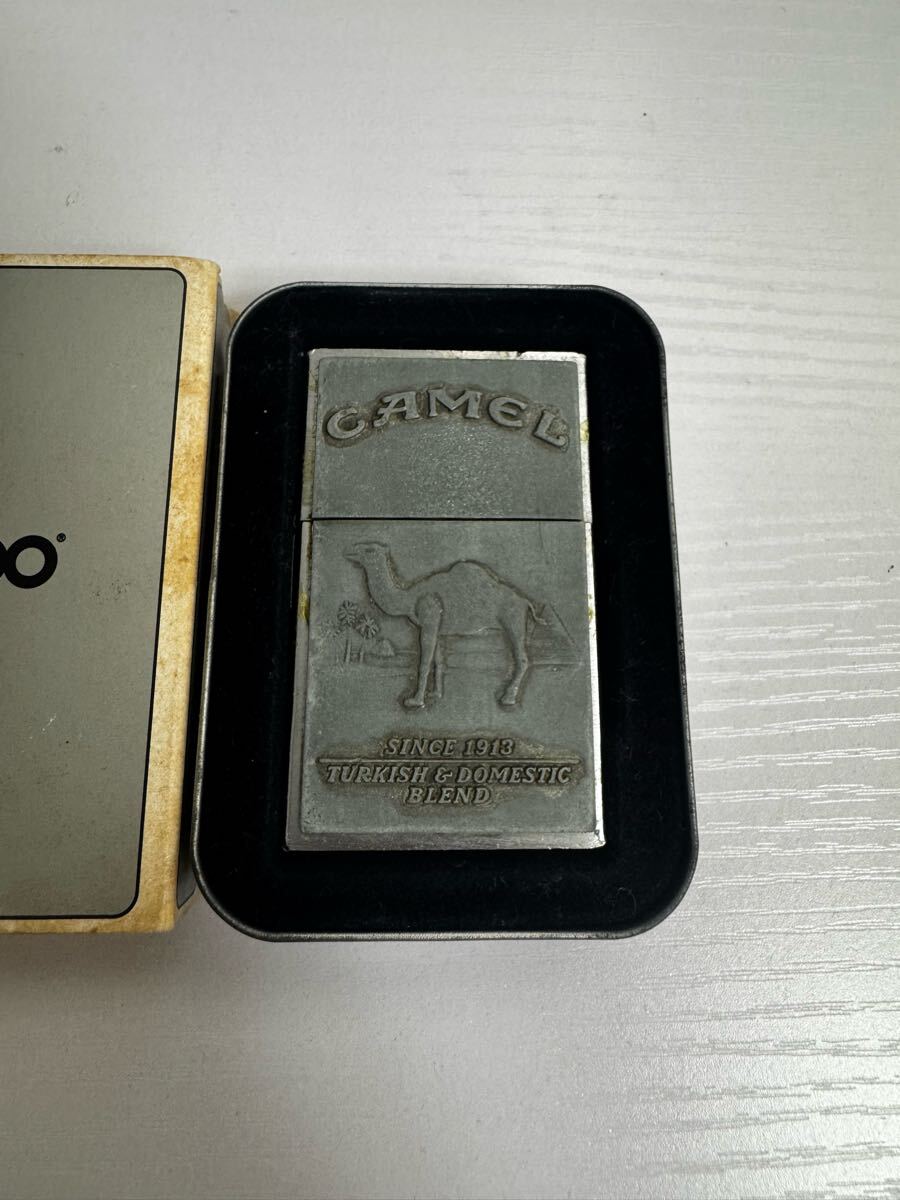 CAMEL
SINCE 1913
TURKISH & DOMESTIC
BLEND